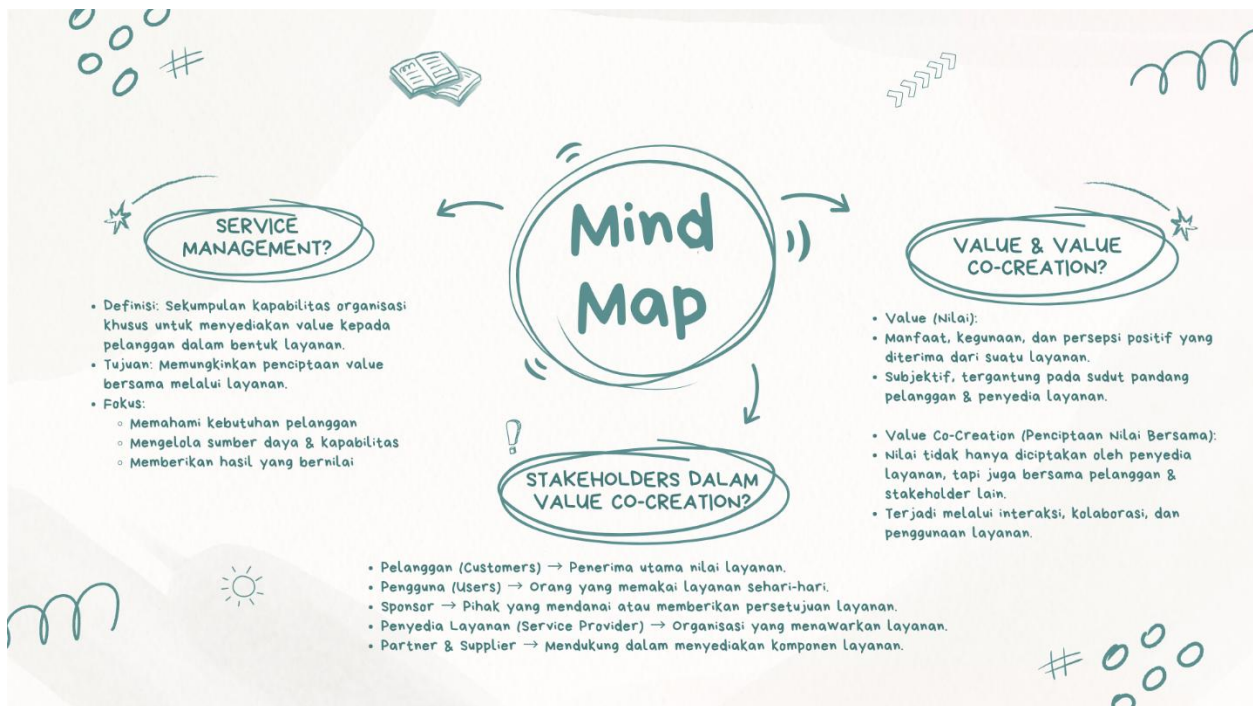 Mind
Map
SERVICE
MANAGEMENT?
• Definisi: Sekumpulan kapabilitas organisasi
khusus untuk menyediakan value kepada
pelanggan dalam bentuk layanan.
• Tujuan: Memungkinkan penciptaan value
bersama melalui layanan.
• Fokus:
◦ Memahami kebutuhan pelanggan
◦ Mengelola sumber daya & kapabilitas
◦ Memberikan hasil yang bernilai
VALUE & VALUE
CO-CREATION?
• Value (Nilai):
• Manfaat, kegunaan, dan persepsi positif yang
diterima dari suatu layanan.
• Subjektif, tergantung pada sudut pandang
pelanggan & penyedia layanan.
• Value Co-Creation (Penciptaan Nilai Bersama):
• Nilai tidak hanya diciptakan oleh penyedia
layanan, tapi juga bersama pelanggan &
stakeholder lain.
• Terjadi melalui interaksi, kolaborasi, dan
penggunaan layanan.
STAKEHOLDERS DALAM
VALUE CO-CREATION?
• Pelanggan (Customers) → Penerima utama nilai layanan.
• Pengguna (Users) → Orang yang memakai layanan sehari-hari.
• Sponsor → Pihak yang mendanai atau memberikan persetujuan layanan.
• Penyedia Layanan (Service Provider) → Organisasi yang menawarkan layanan.
• Partner & Supplier → Mendukung dalam menyediakan komponen layanan.